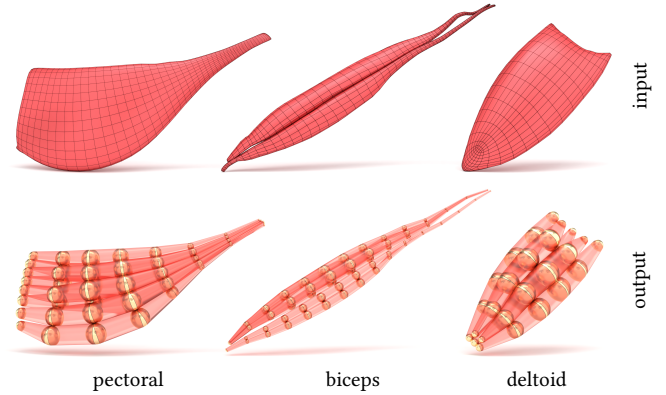 input
output
pectoral
biceps
deltoid